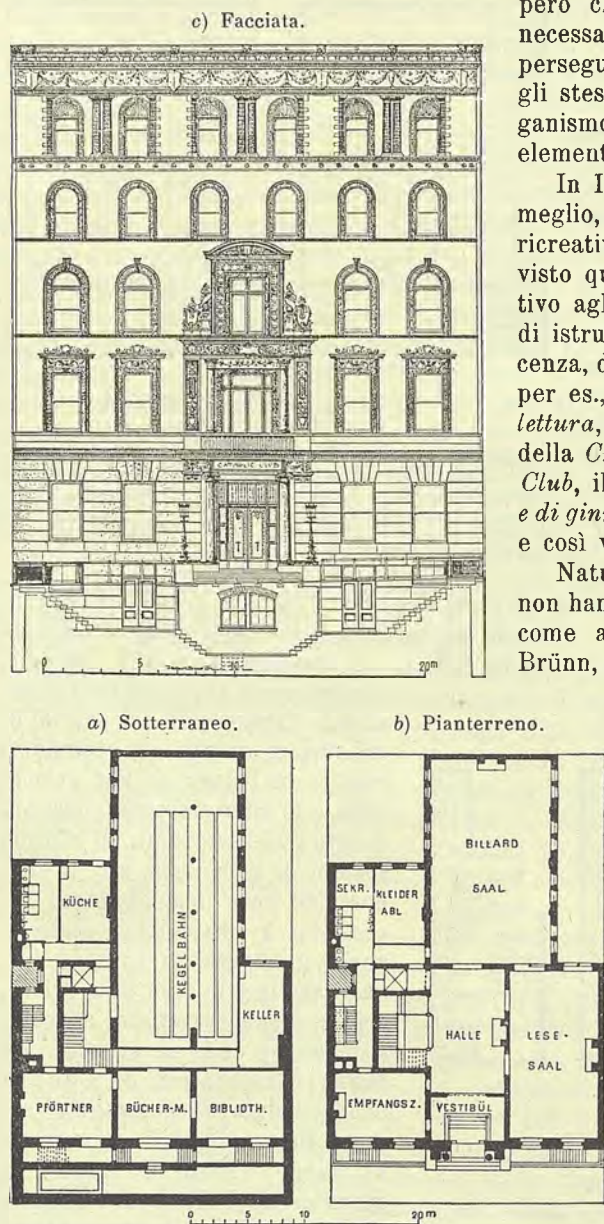 c) Facciata.
CATHOLIC CLUB
0 5 10 20m
però c
necessa
persegu
gli stes
ganismo
element
In I
meglio,
ricreativ
visto qu
tivo agl
di istru
cenza, d
per es.,
lettura,
della C
Club, il
e di gin
e così v
Natu
non han
come a
Brünn,
a) Sotterraneo.
KÜCHE
KEGELBAHN
KELLER
PFÖRTNER
BÜCHER-M.
BIBLIOTH.
b) Pianterreno.
BILLARD
SAAL
SEKR.
KLEIDER
ABL
HALLE
LESE-
SAAL
EMPFANGSZ.
VESTIBÜL
0 5 10 20m